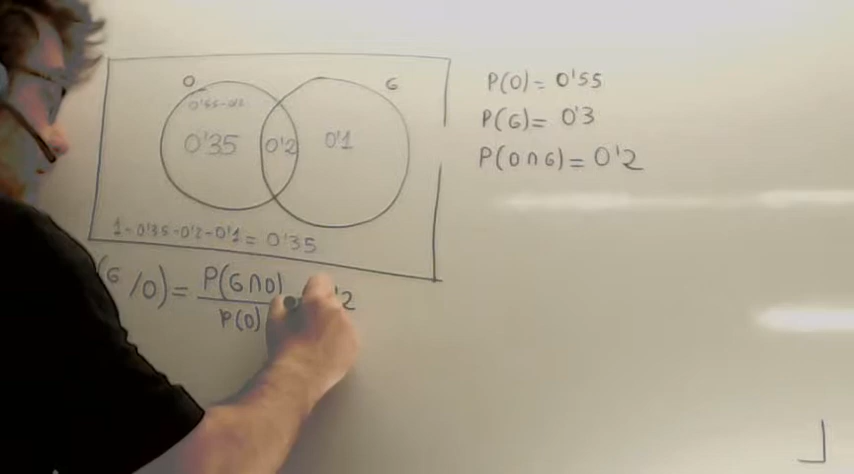 O G
0'55-0'2
0'35 0'2 0'1
1-0'35-0'2-0'1 = 0'35
P(O) = 0'55
P(G) = 0'3
P(O ∩ G) = 0'2
(G/O) = P(G∩O)
P(O)
'2